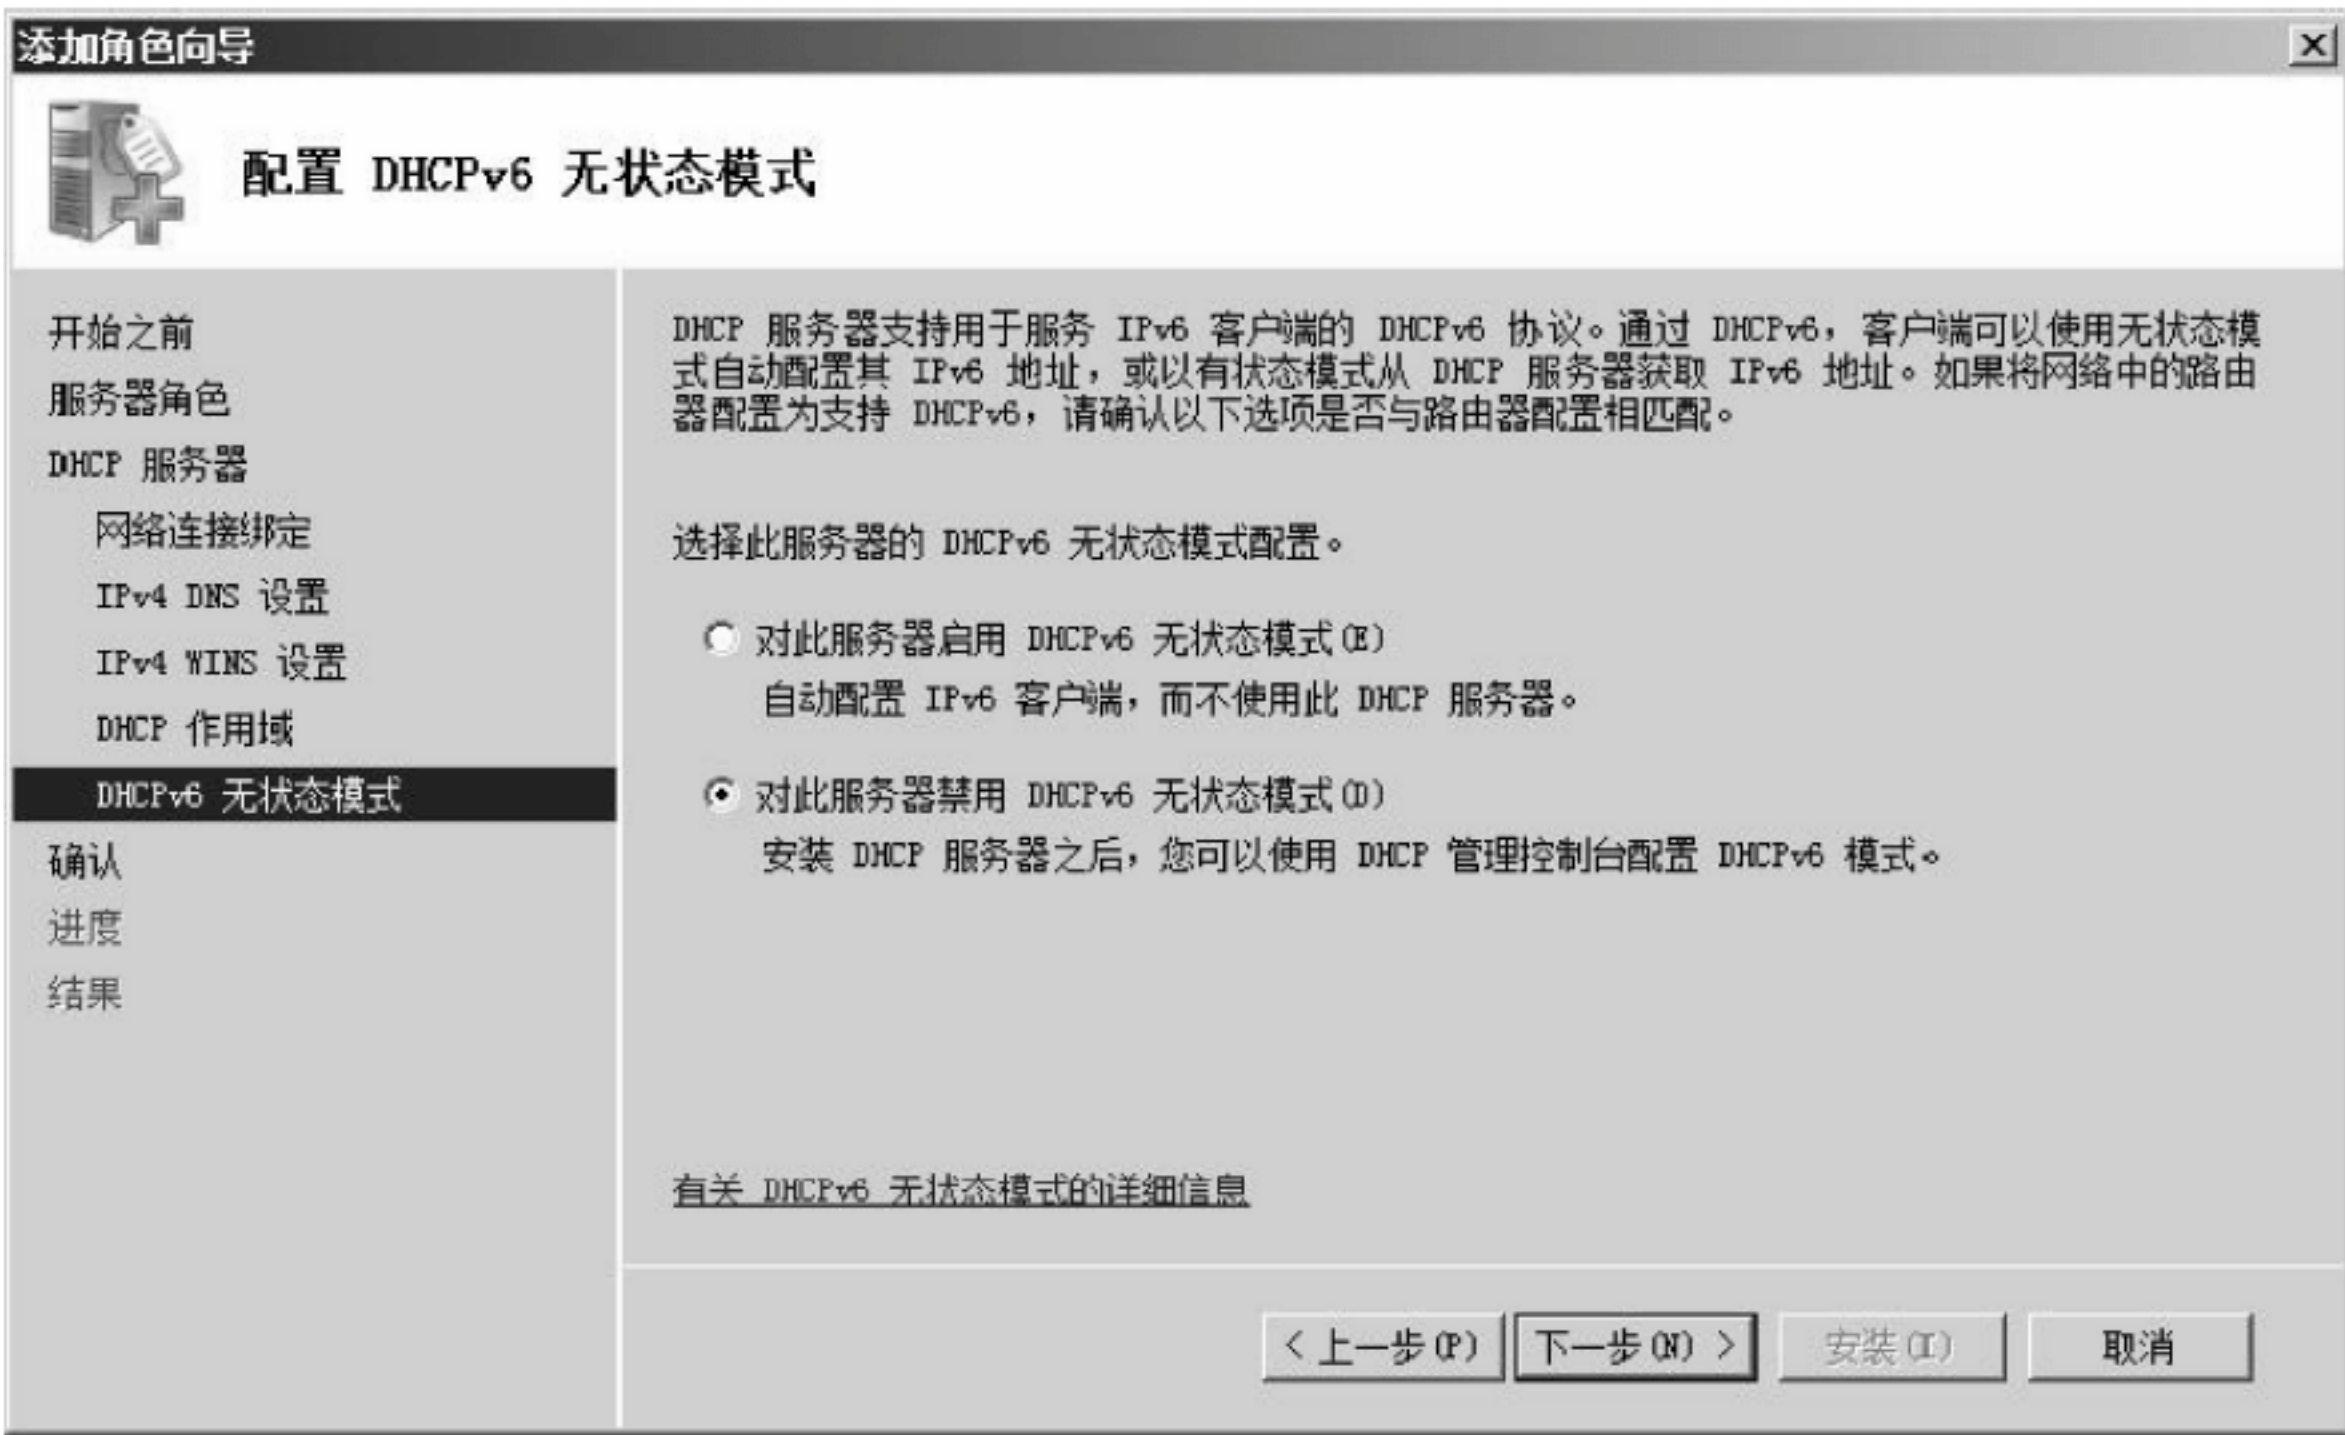 添加角色向导
配置 DHCPv6 无状态模式
开始之前
服务器角色
DHCP 服务器
网络连接绑定
IPv4 DNS 设置
IPv4 WINS 设置
DHCP 作用域
DHCPv6 无状态模式
确认
进度
结果
DHCP 服务器支持用于服务 IPv6 客户端的 DHCPv6 协议。通过 DHCPv6，客户端可以使用无状态模
式自动配置其 IPv6 地址，或以有状态模式从 DHCP 服务器获取 IPv6 地址。如果将网络中的路由
器配置为支持 DHCPv6，请确认以下选项是否与路由器配置相匹配。
选择此服务器的 DHCPv6 无状态模式配置。
对此服务器启用 DHCPv6 无状态模式(E)
自动配置 IPv6 客户端，而不使用此 DHCP 服务器。
对此服务器禁用 DHCPv6 无状态模式(D)
安装 DHCP 服务器之后，您可以使用 DHCP 管理控制台配置 DHCPv6 模式。
有关 DHCPv6 无状态模式的详细信息
< 上一步(P) 下一步(N) > 安装(I) 取消